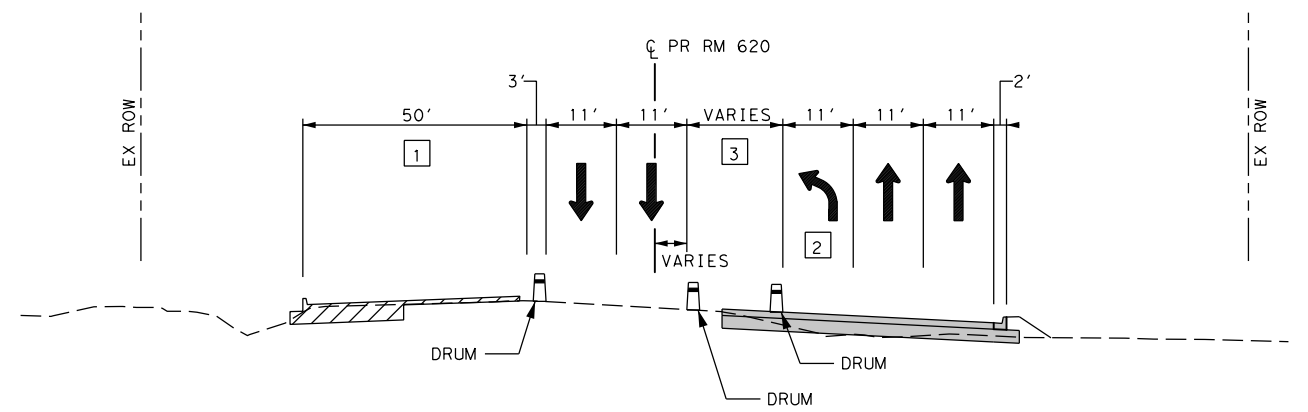 ℄ PR RM 620
3'
2'
50'
11'
11'
VARIES
11'
11'
11'
EX ROW
EX ROW
1
3
2
VARIES
DRUM
DRUM
DRUM